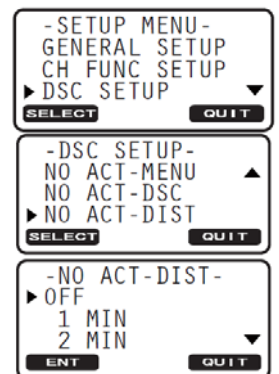 -SETUP MENU-
GENERAL SETUP
CH FUNC SETUP
DSC SETUP
SELECT QUIT
-DSC SETUP-
NO ACT-MENU
NO ACT-DSC
NO ACT-DIST
SELECT QUIT
-NO ACT-DIST-
OFF
1 MIN
2 MIN
ENT QUIT